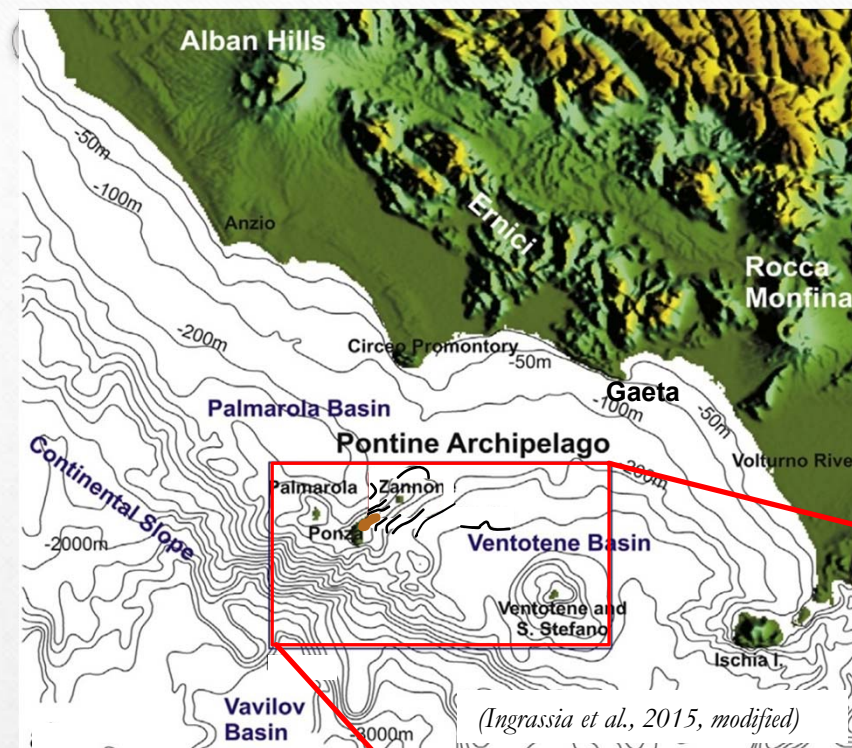 Alban Hills
-50m
-100m
Anzio
Ernici
Rocca
Monfina
-200m
Circeo Promontory
-50m
Gaeta
-100m
-50m
Palmarola Basin
Pontine Archipelago
Continental Slope
-200m
Volturno Rive
Palmarola
Zannon
-2000m
Ponza
Ventotene Basin
Ventotene and
S. Stefano
Ischia I.
Vavilov
Basin
-3000m
(Ingrassia et al., 2015, modified)